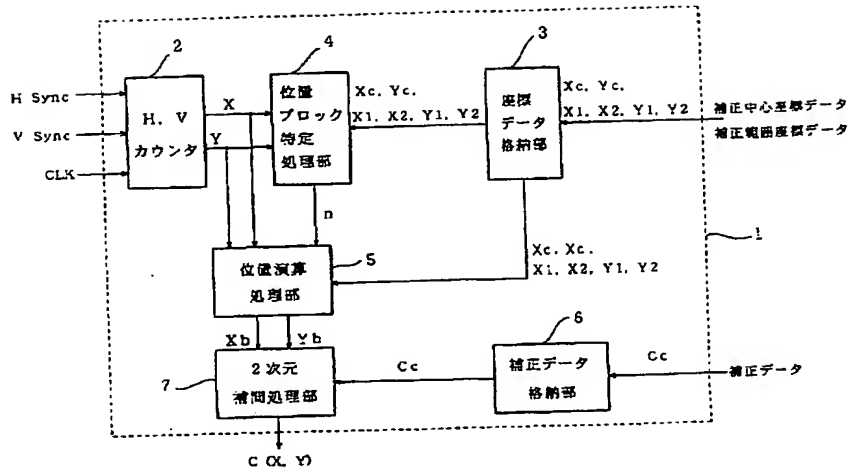 2
4
3
H Sync
V Sync
CLK
H, V
カウンタ
X
Y
位置
ブロック
特定
処理部
Xc, Yc,
X1, X2, Y1, Y2
座標
データ
格納部
Xc, Yc,
X1, X2, Y1, Y2
補正中心座標データ
補正範囲座標データ
n
1
位置演算
処理部
5
Xc, Xc,
X1, X2, Y1, Y2
Xb
Yb
6
7
2次元
補間処理部
Cc
補正データ
格納部
Cc
補正データ
C (X, Y)